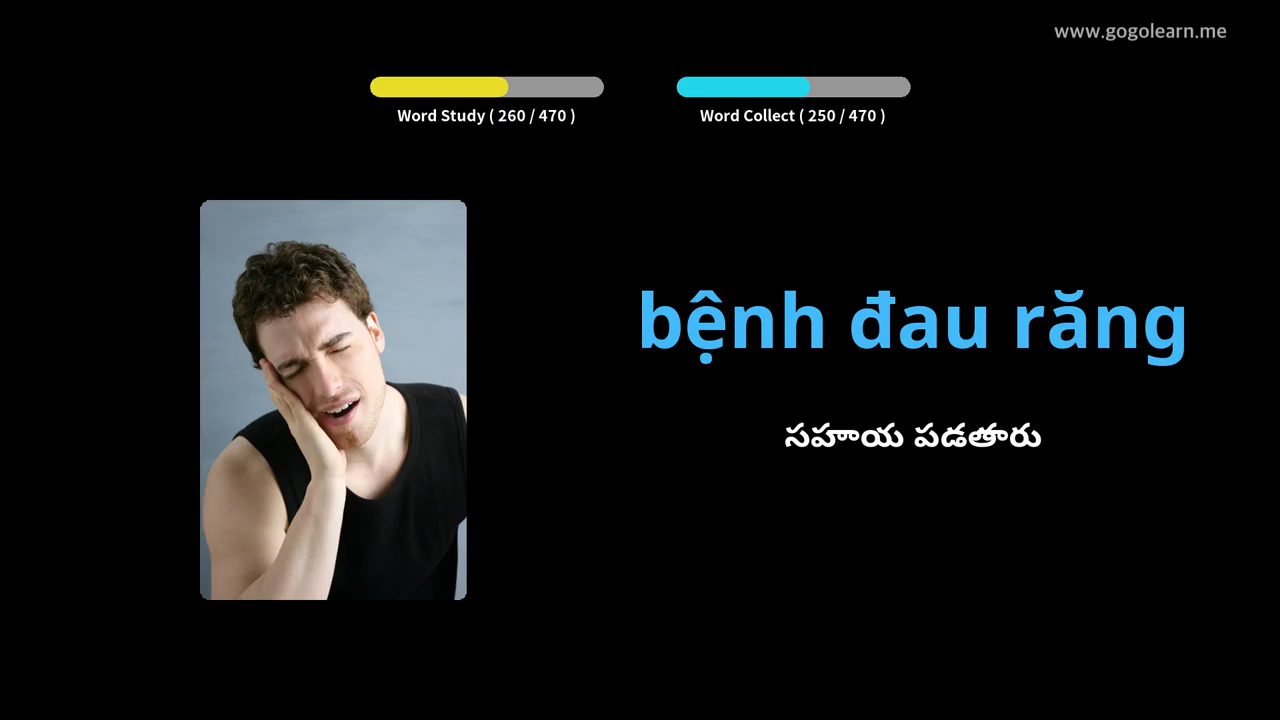 www.gogolearn.me
Word Study ( 260 / 470 )
Word Collect ( 250 / 470 )
bệnh đau răng
సహాయ పడతారు